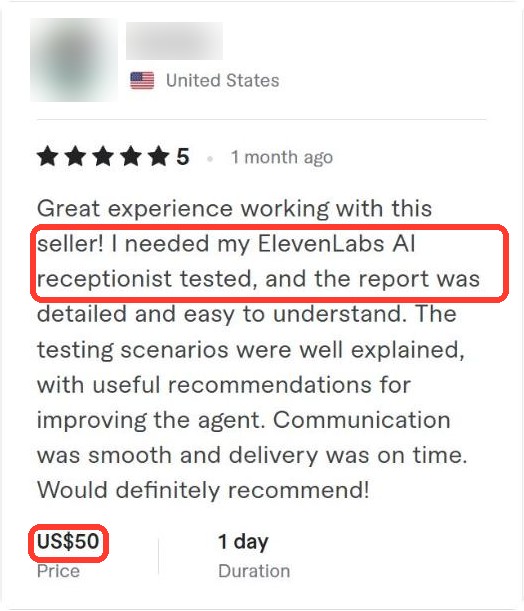 United States
5 • 1 month ago
Great experience working with this
seller! I needed my ElevenLabs AI
receptionist tested, and the report was
detailed and easy to understand. The
testing scenarios were well explained,
with useful recommendations for
improving the agent. Communication
was smooth and delivery was on time.
Would definitely recommend!
US$50
1 day
Price
Duration